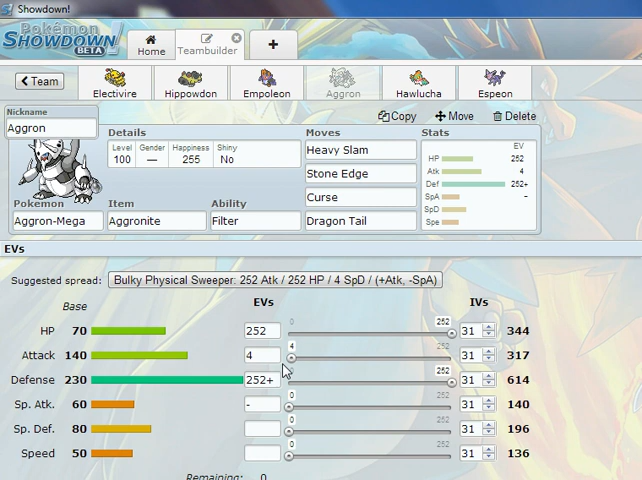 Showdown!
Pokémon
SHOWDOWN!
BETA
Home
Teambuilder
+
< Team
Electivire
Hippowdon
Empoleon
Aggron
Hawlucha
Espeon
Copy
Move
Delete
Nickname
Aggron
Details
Level
Gender
Happiness
Shiny
100
—
255
No
Moves
Heavy Slam
Stone Edge
Curse
Dragon Tail
Stats
EV
HP 252
Atk 4
Def 252+
SpA -
SpD
Spe
Pokémon
Item
Ability
Aggron-Mega
Aggronite
Filter
EVs
Suggested spread: Bulky Physical Sweeper: 252 Atk / 252 HP / 4 SpD / (+Atk, -SpA)
Base EVs IVs
HP 70 252 0 252 31 344
Attack 140 4 4 252 31 317
Defense 230 252+ 252 31 614
Sp. Atk. 60 - 0 252 31 140
Sp. Def. 80 0 252 31 196
Speed 50 0 252 31 136
Remaining: 0